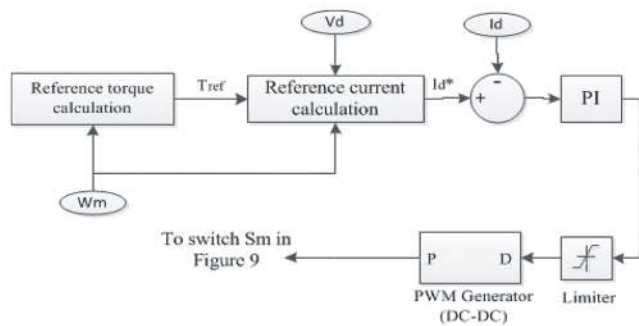 Vd
Id
Reference torque
calculation
Tref
Reference current
calculation
Id*
-
+
PI
Wm
To switch Sm in
Figure 9
P
D
PWM Generator
(DC-DC)
Limiter